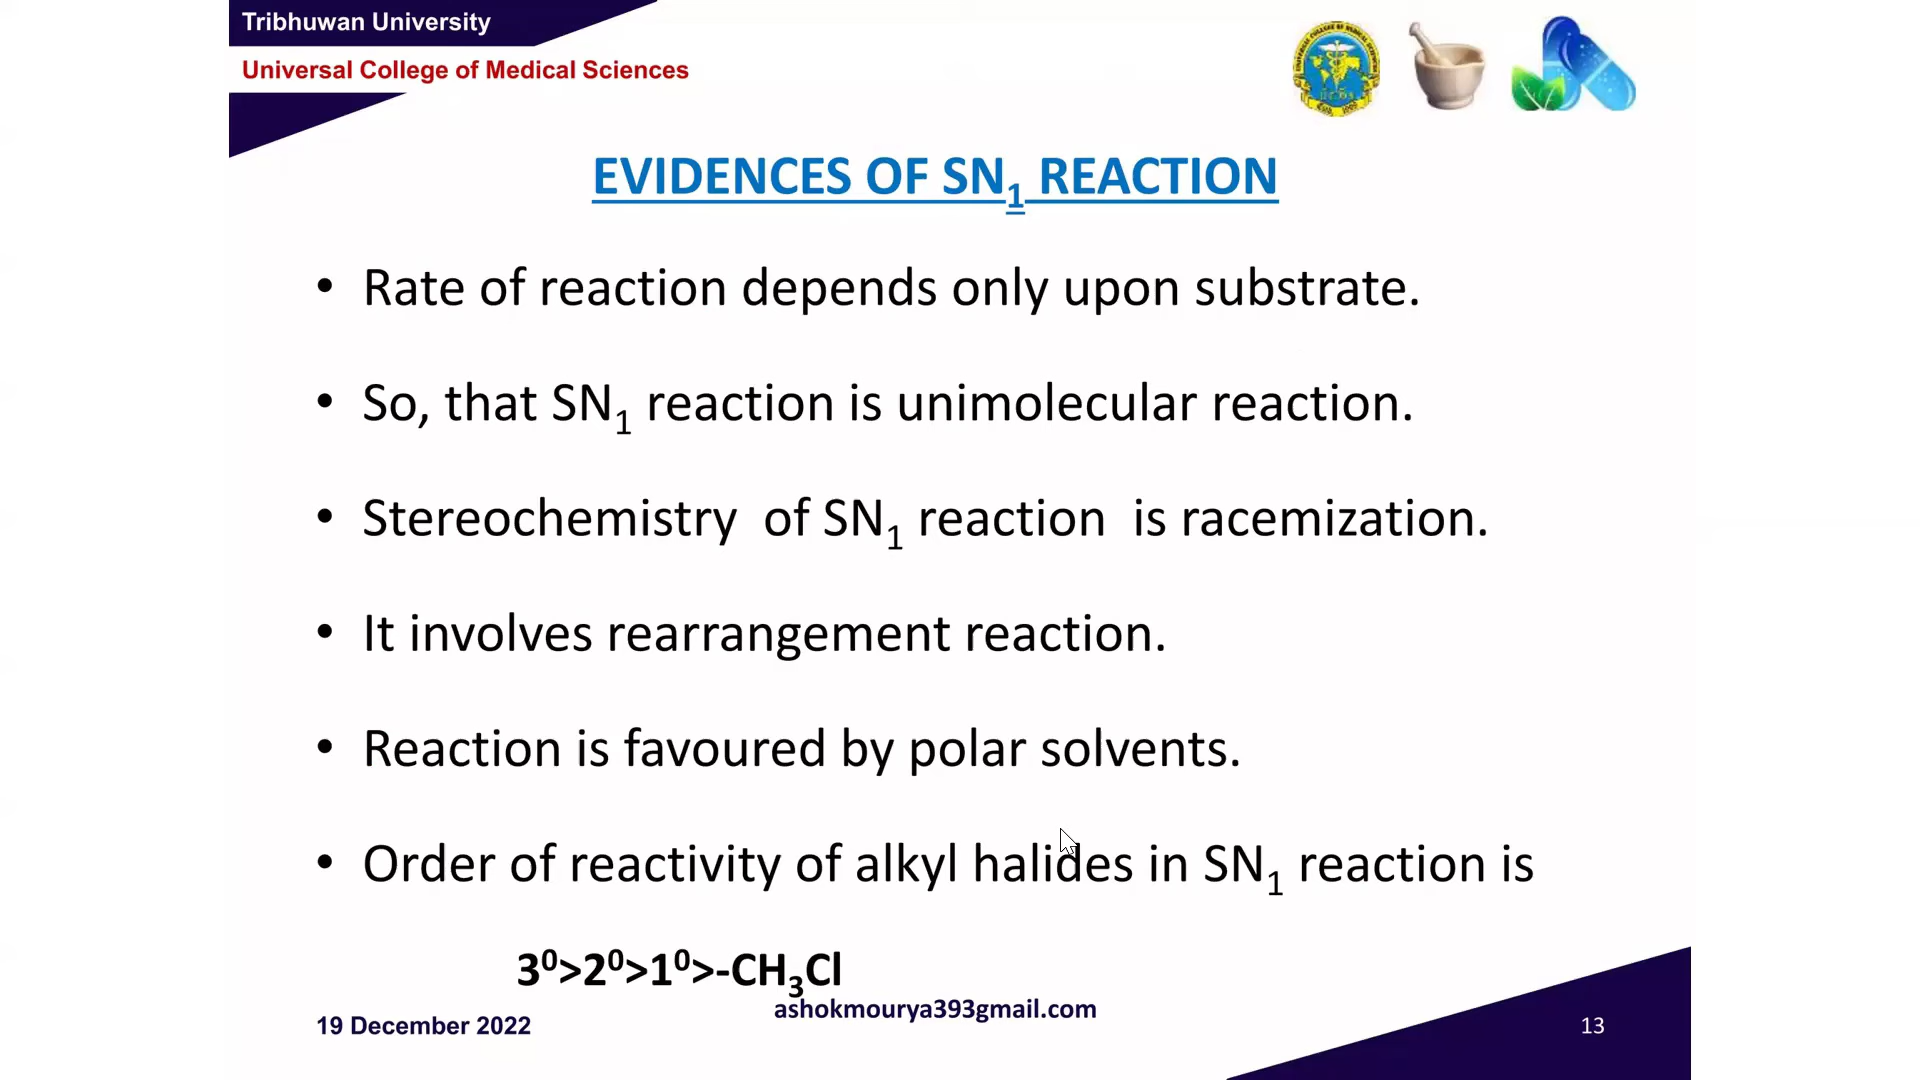 Tribhuwan University
Universal College of Medical Sciences
EVIDENCES OF SN₁ REACTION
• Rate of reaction depends only upon substrate.
• So, that SN₁ reaction is unimolecular reaction.
• Stereochemistry of SN₁ reaction is racemization.
• It involves rearrangement reaction.
• Reaction is favoured by polar solvents.
• Order of reactivity of alkyl halides in SN₁ reaction is
3⁰>2⁰>1⁰>-CH₃Cl
ashokmourya393gmail.com
19 December 2022
13